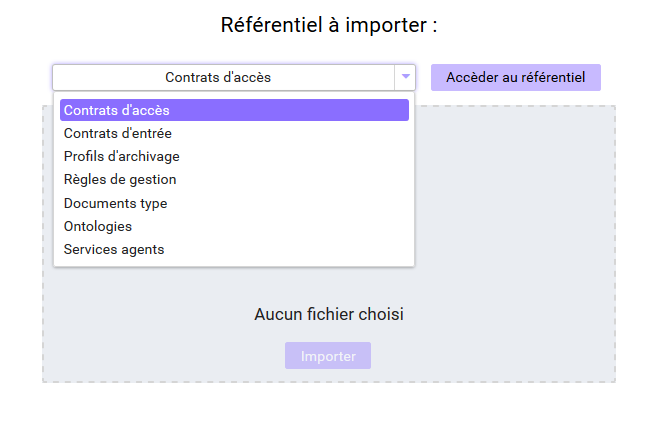 Référentiel à importer :
Contrats d'accès
Accèder au référentiel
Contrats d'accès
Contrats d'entrée
Profils d'archivage
Règles de gestion
Documents type
Ontologies
Services agents
Aucun fichier choisi
Importer